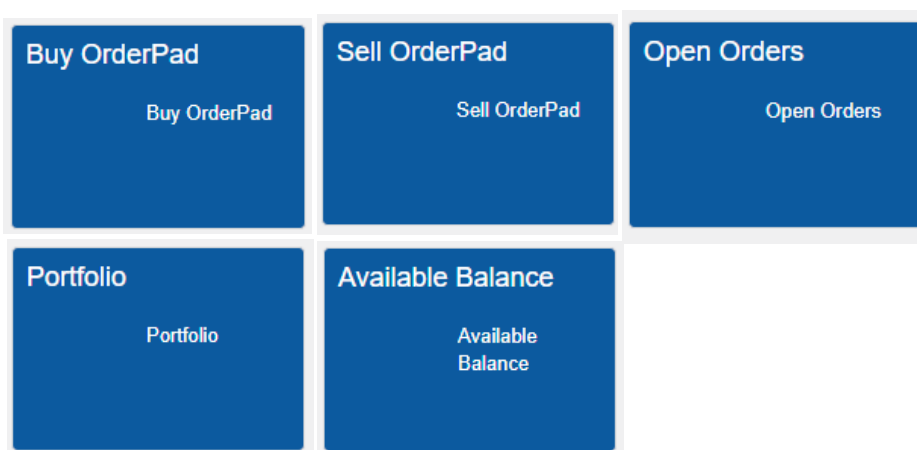 Buy OrderPad
Buy OrderPad
Sell OrderPad
Sell OrderPad
Open Orders
Open Orders
Portfolio
Portfolio
Available Balance
Available
Balance